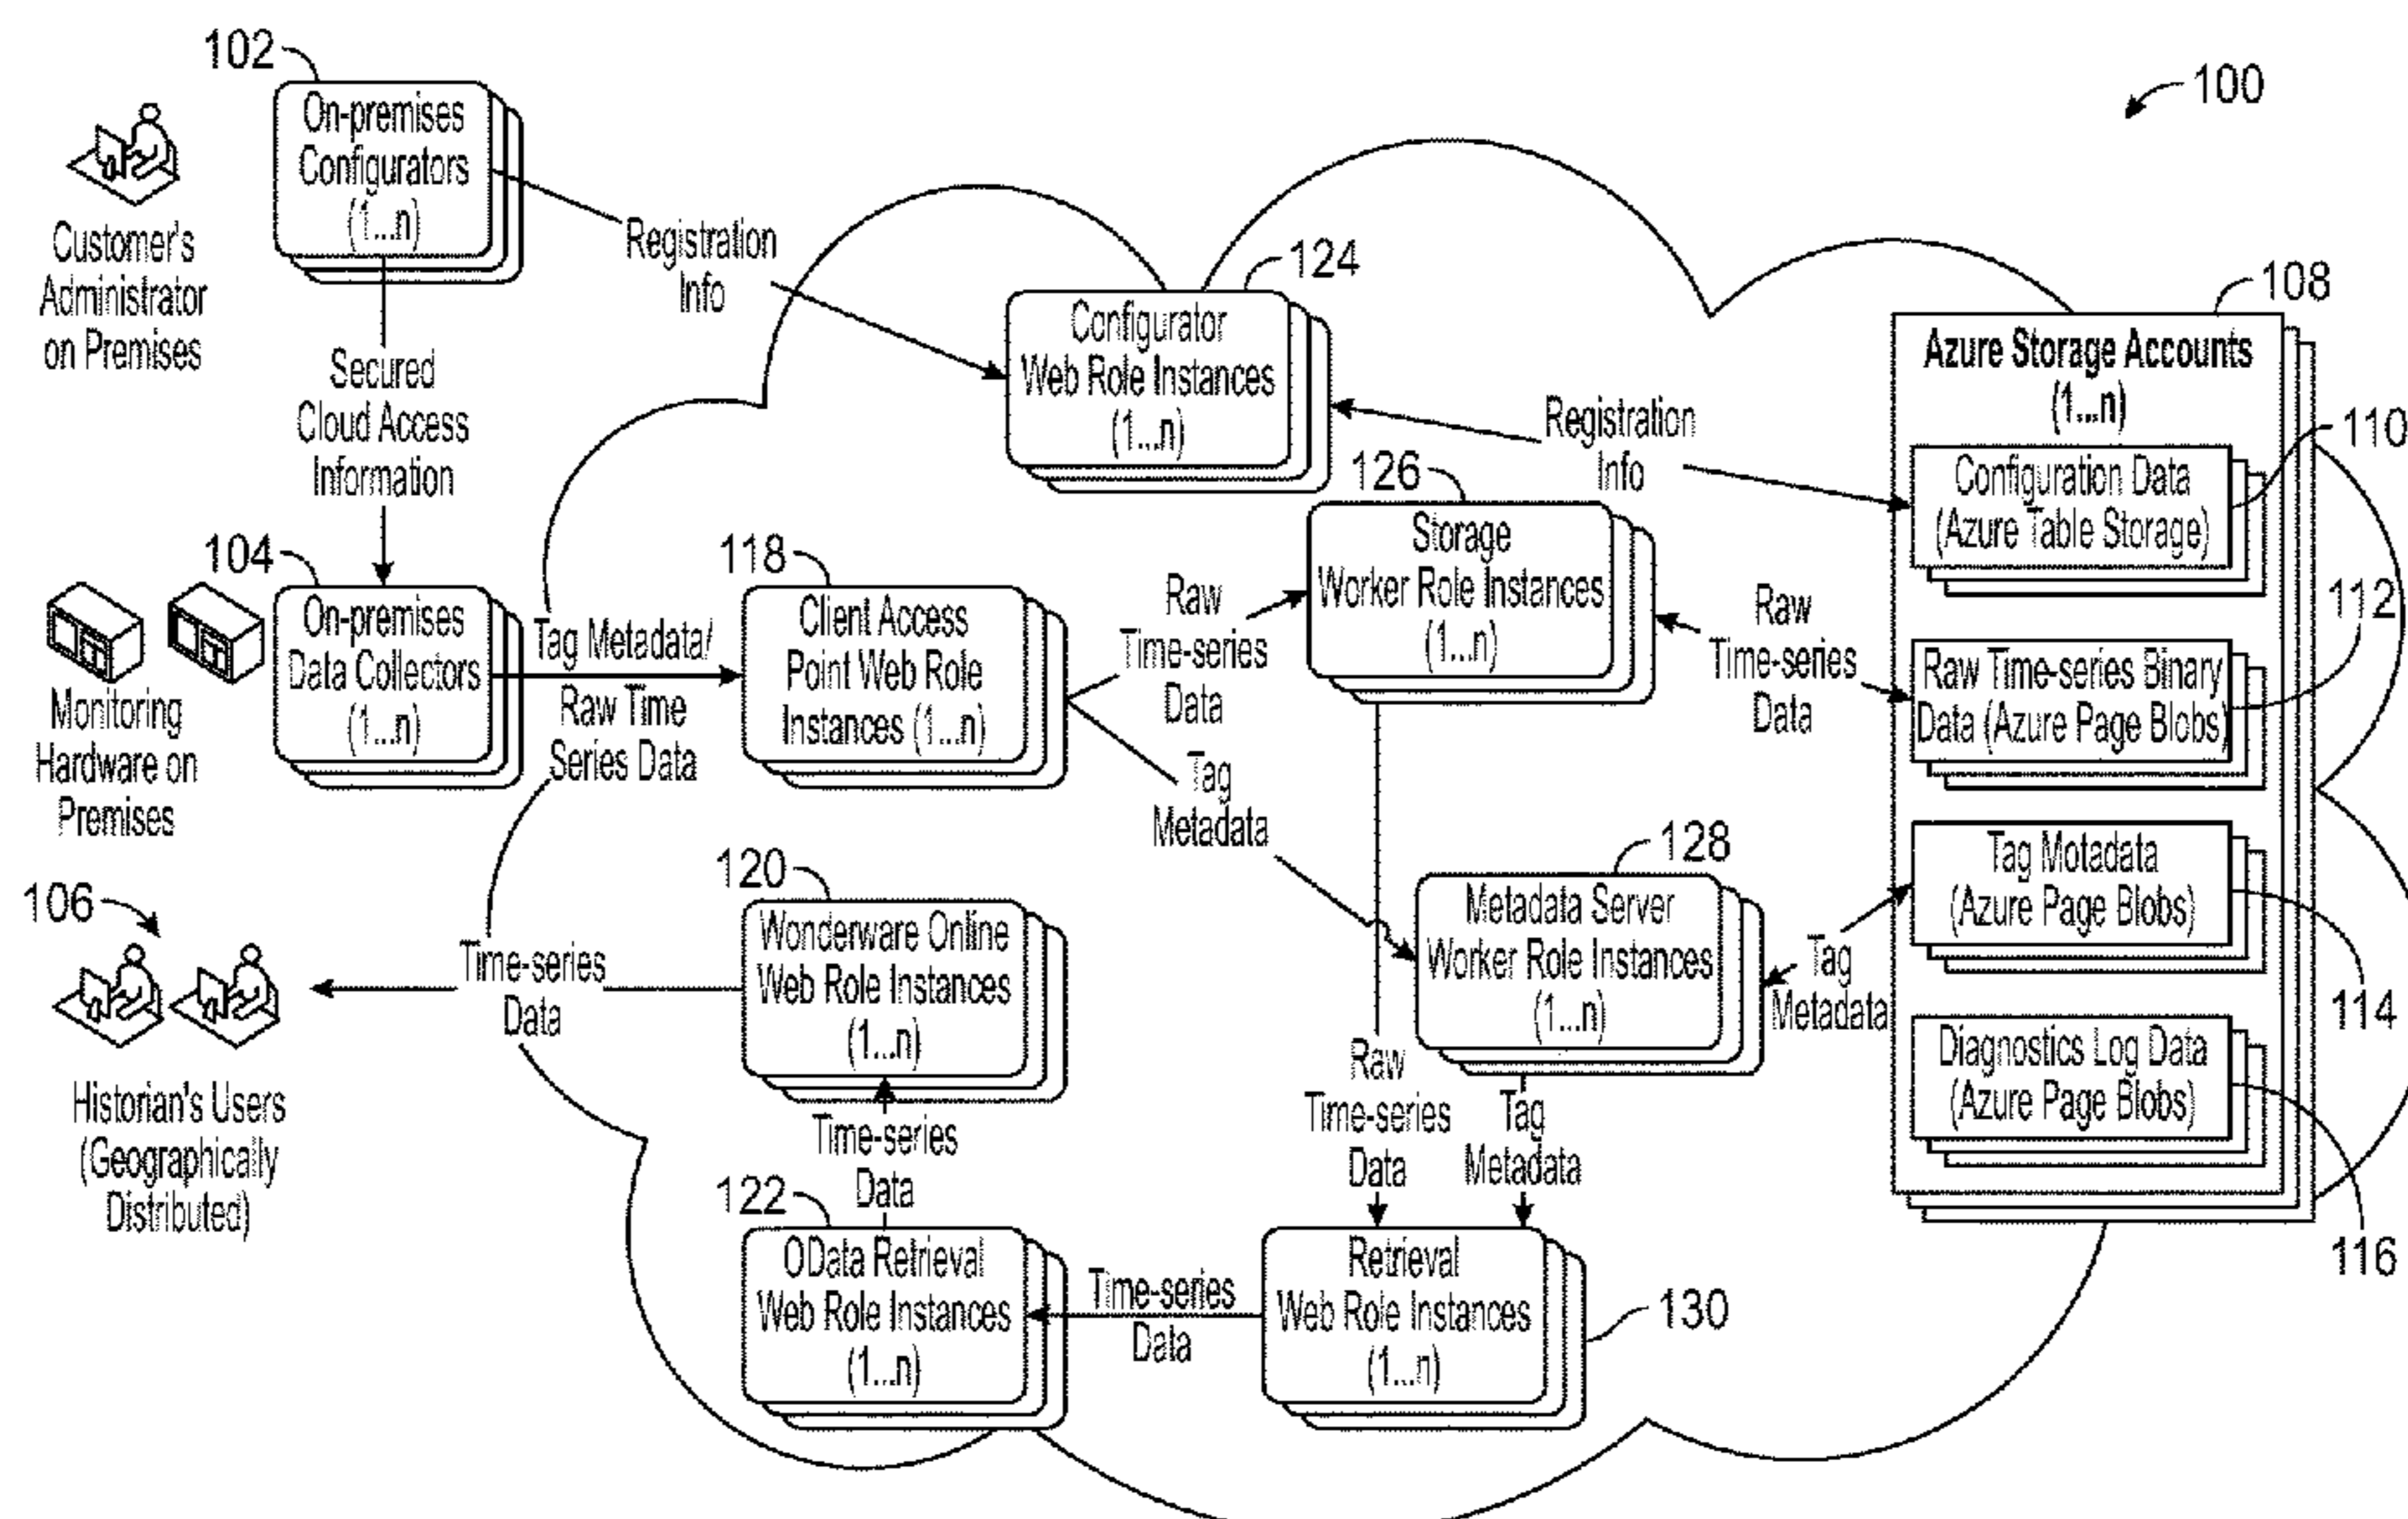 102
On-premises
Configurators
(1...n)
100
Customer's
Administrator
on Premises
Registration
Info
124
Configurator
Web Role Instances
(1...n)
108
Azure Storage Accounts
(1...n)
Secured
Cloud Access
Information
Registration
Info
110
Configuration Data
(Azure Table Storage)
104
On-premises
Data Collectors
(1...n)
Monitoring
Hardware on
Premises
Tag Metadata/
Raw Time
Series Data
118
Client Access
Point Web Role
Instances (1...n)
Raw
Time-series
Data
126
Storage
Worker Role Instances
(1...n)
Raw
Time-series
Data
112
Raw Time-series Binary
Data (Azure Page Blobs)
Tag
Metadata
128
Metadata Server
Worker Role Instances
(1...n)
Tag
Metadata
Tag Motadata
(Azure Page Blobs)
114
106
Historian's Users
(Geographically
Distributed)
Time-series
Data
120
Wonderware Online
Web Role Instances
(1...n)
Raw
Time-series
Data
Tag
Metadata
Diagnostics Log Data
(Azure Page Blobs)
116
Time-series
Data
122
OData Retrieval
Web Role Instances
(1...n)
Time-series
Data
Retrieval
Web Role Instances
(1...n)
130